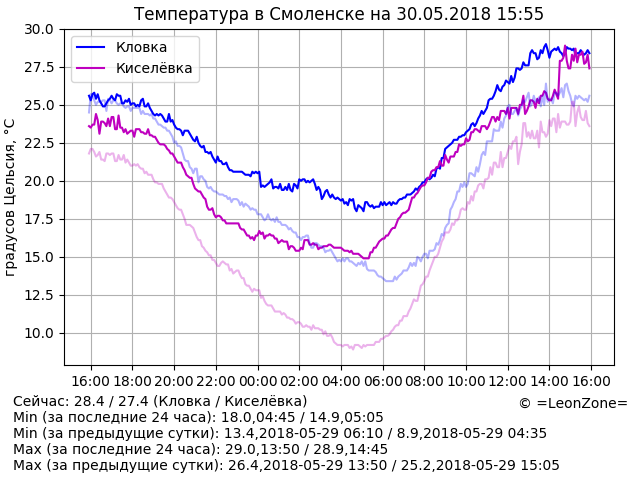 Температура в Смоленске на 30.05.2018 15:55
градусов Цельсия, °C
30.0
27.5
25.0
22.5
20.0
17.5
15.0
12.5
10.0
Кловка
Киселёвка
16:00 18:00 20:00 22:00 00:00 02:00 04:00 06:00 08:00 10:00 12:00 14:00 16:00
Сейчас: 28.4 / 27.4 (Кловка / Киселёвка)
© =LeonZone=
Min (за последние 24 часа): 18.0,04:45 / 14.9,05:05
Min (за предыдущие сутки): 13.4,2018-05-29 06:10 / 8.9,2018-05-29 04:35
Max (за последние 24 часа): 29.0,13:50 / 28.9,14:45
Max (за предыдущие сутки): 26.4,2018-05-29 13:50 / 25.2,2018-05-29 15:05